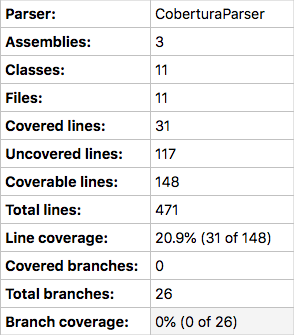 Parser: CoberturaParser
Assemblies: 3
Classes: 11
Files: 11
Covered lines: 31
Uncovered lines: 117
Coverable lines: 148
Total lines: 471
Line coverage: 20.9% (31 of 148)
Covered branches: 0
Total branches: 26
Branch coverage: 0% (0 of 26)